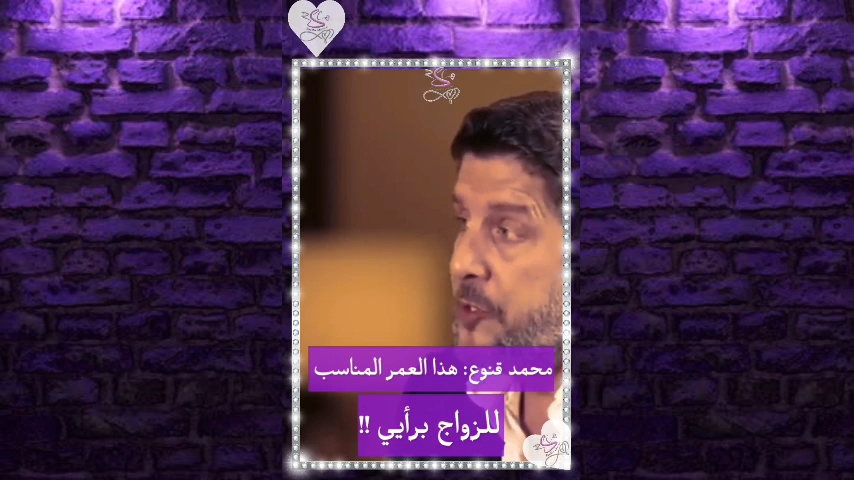 محمد قنوع: هذا العمر المناسب
للزواج برأيي !!